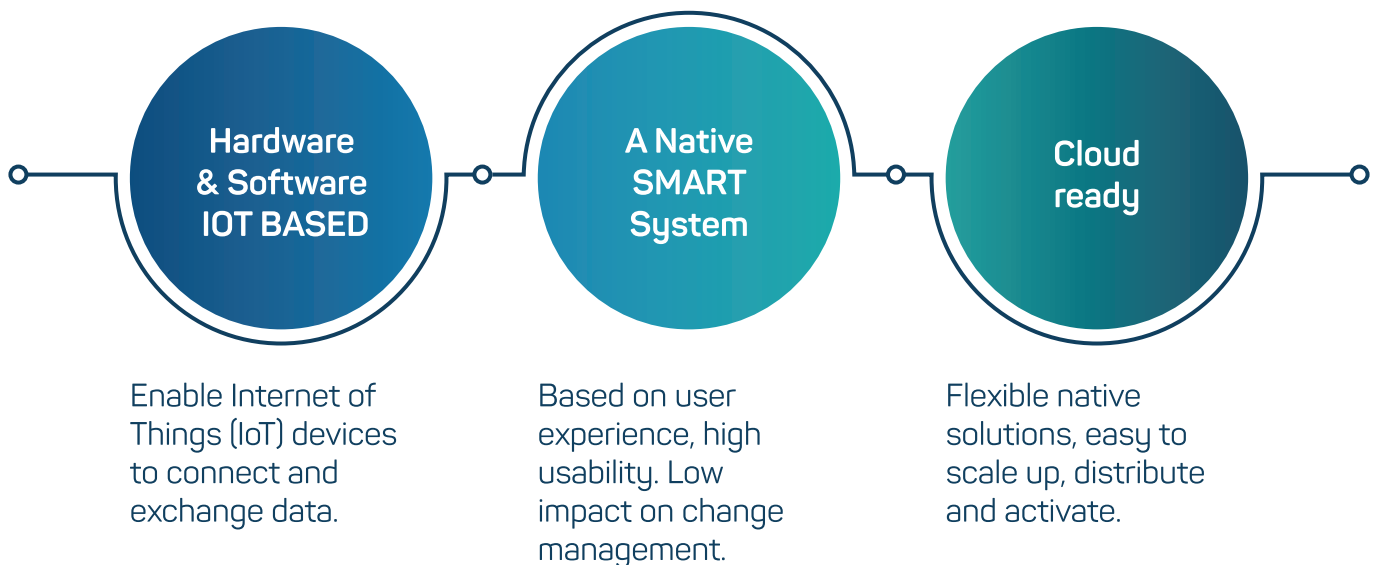 Hardware
& Software
IOT BASED
A Native
SMART
System
Cloud
ready
Enable Internet of
Things (IoT) devices
to connect and
exchange data.
Based on user
experience, high
usability. Low
impact on change
management.
Flexible native
solutions, easy to
scale up, distribute
and activate.